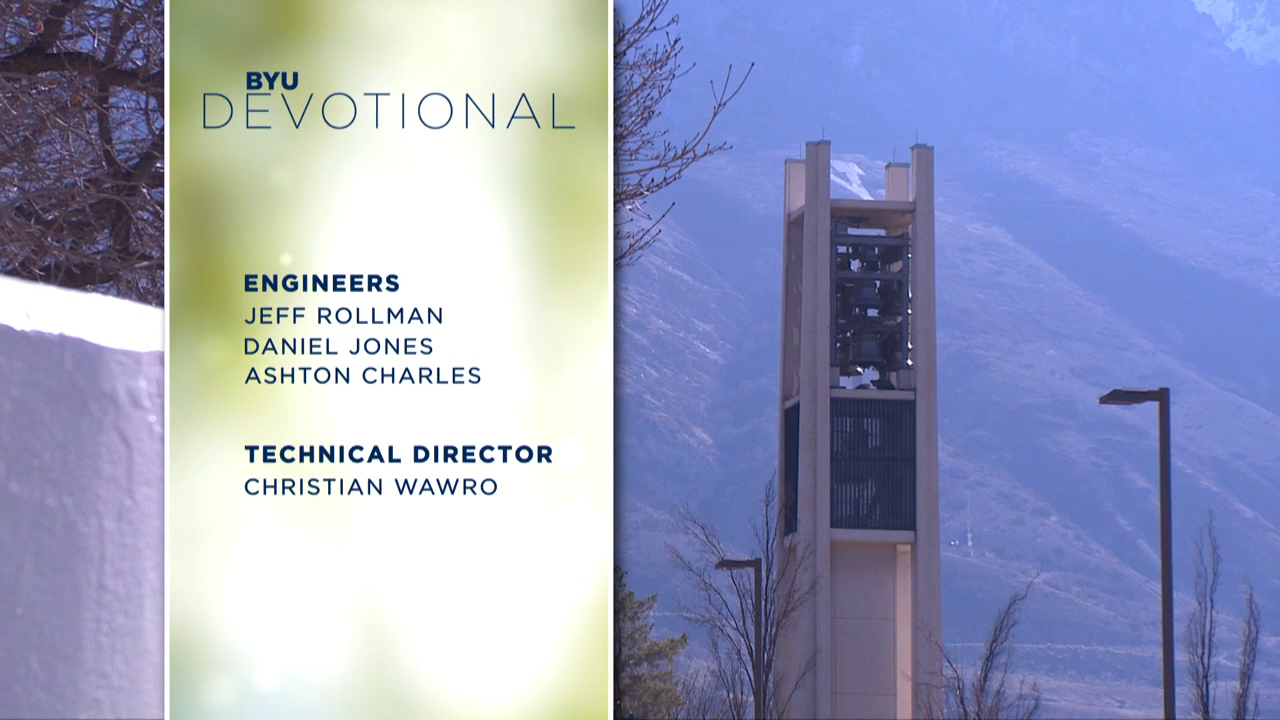 BYU
DEVOTIONAL
ENGINEERS
JEFF ROLLMAN
DANIEL JONES
ASHTON CHARLES
TECHNICAL DIRECTOR
CHRISTIAN WAWRO